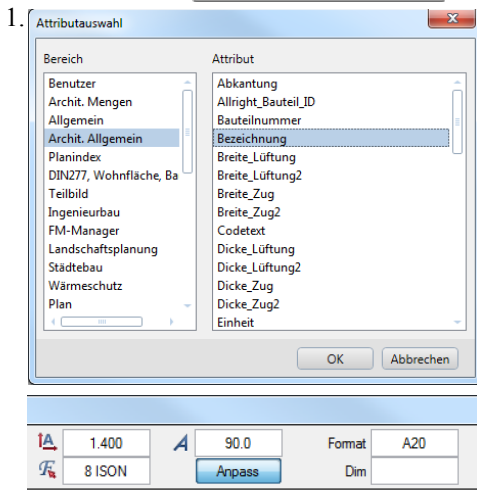 1.
Attributauswahl
Bereich Attribut
Benutzer Abkantung
Archit. Mengen Allright_Bauteil_ID
Allgemein Bauteilnummer
Archit. Allgemein Bezeichnung
Planindex Breite_Lüftung
DIN277, Wohnfläche, Ba Breite_Lüftung2
Teilbild Breite_Zug
Ingenieurbau Breite_Zug2
FM-Manager Codetext
Landschaftsplanung Dicke_Lüftung
Städtebau Dicke_Lüftung2
Wärmeschutz Dicke_Zug
Plan Dicke_Zug2
Einheit
OK Abbrechen
A 1.400 A 90.0 Format A20
F 8 ISON Anpass Dim